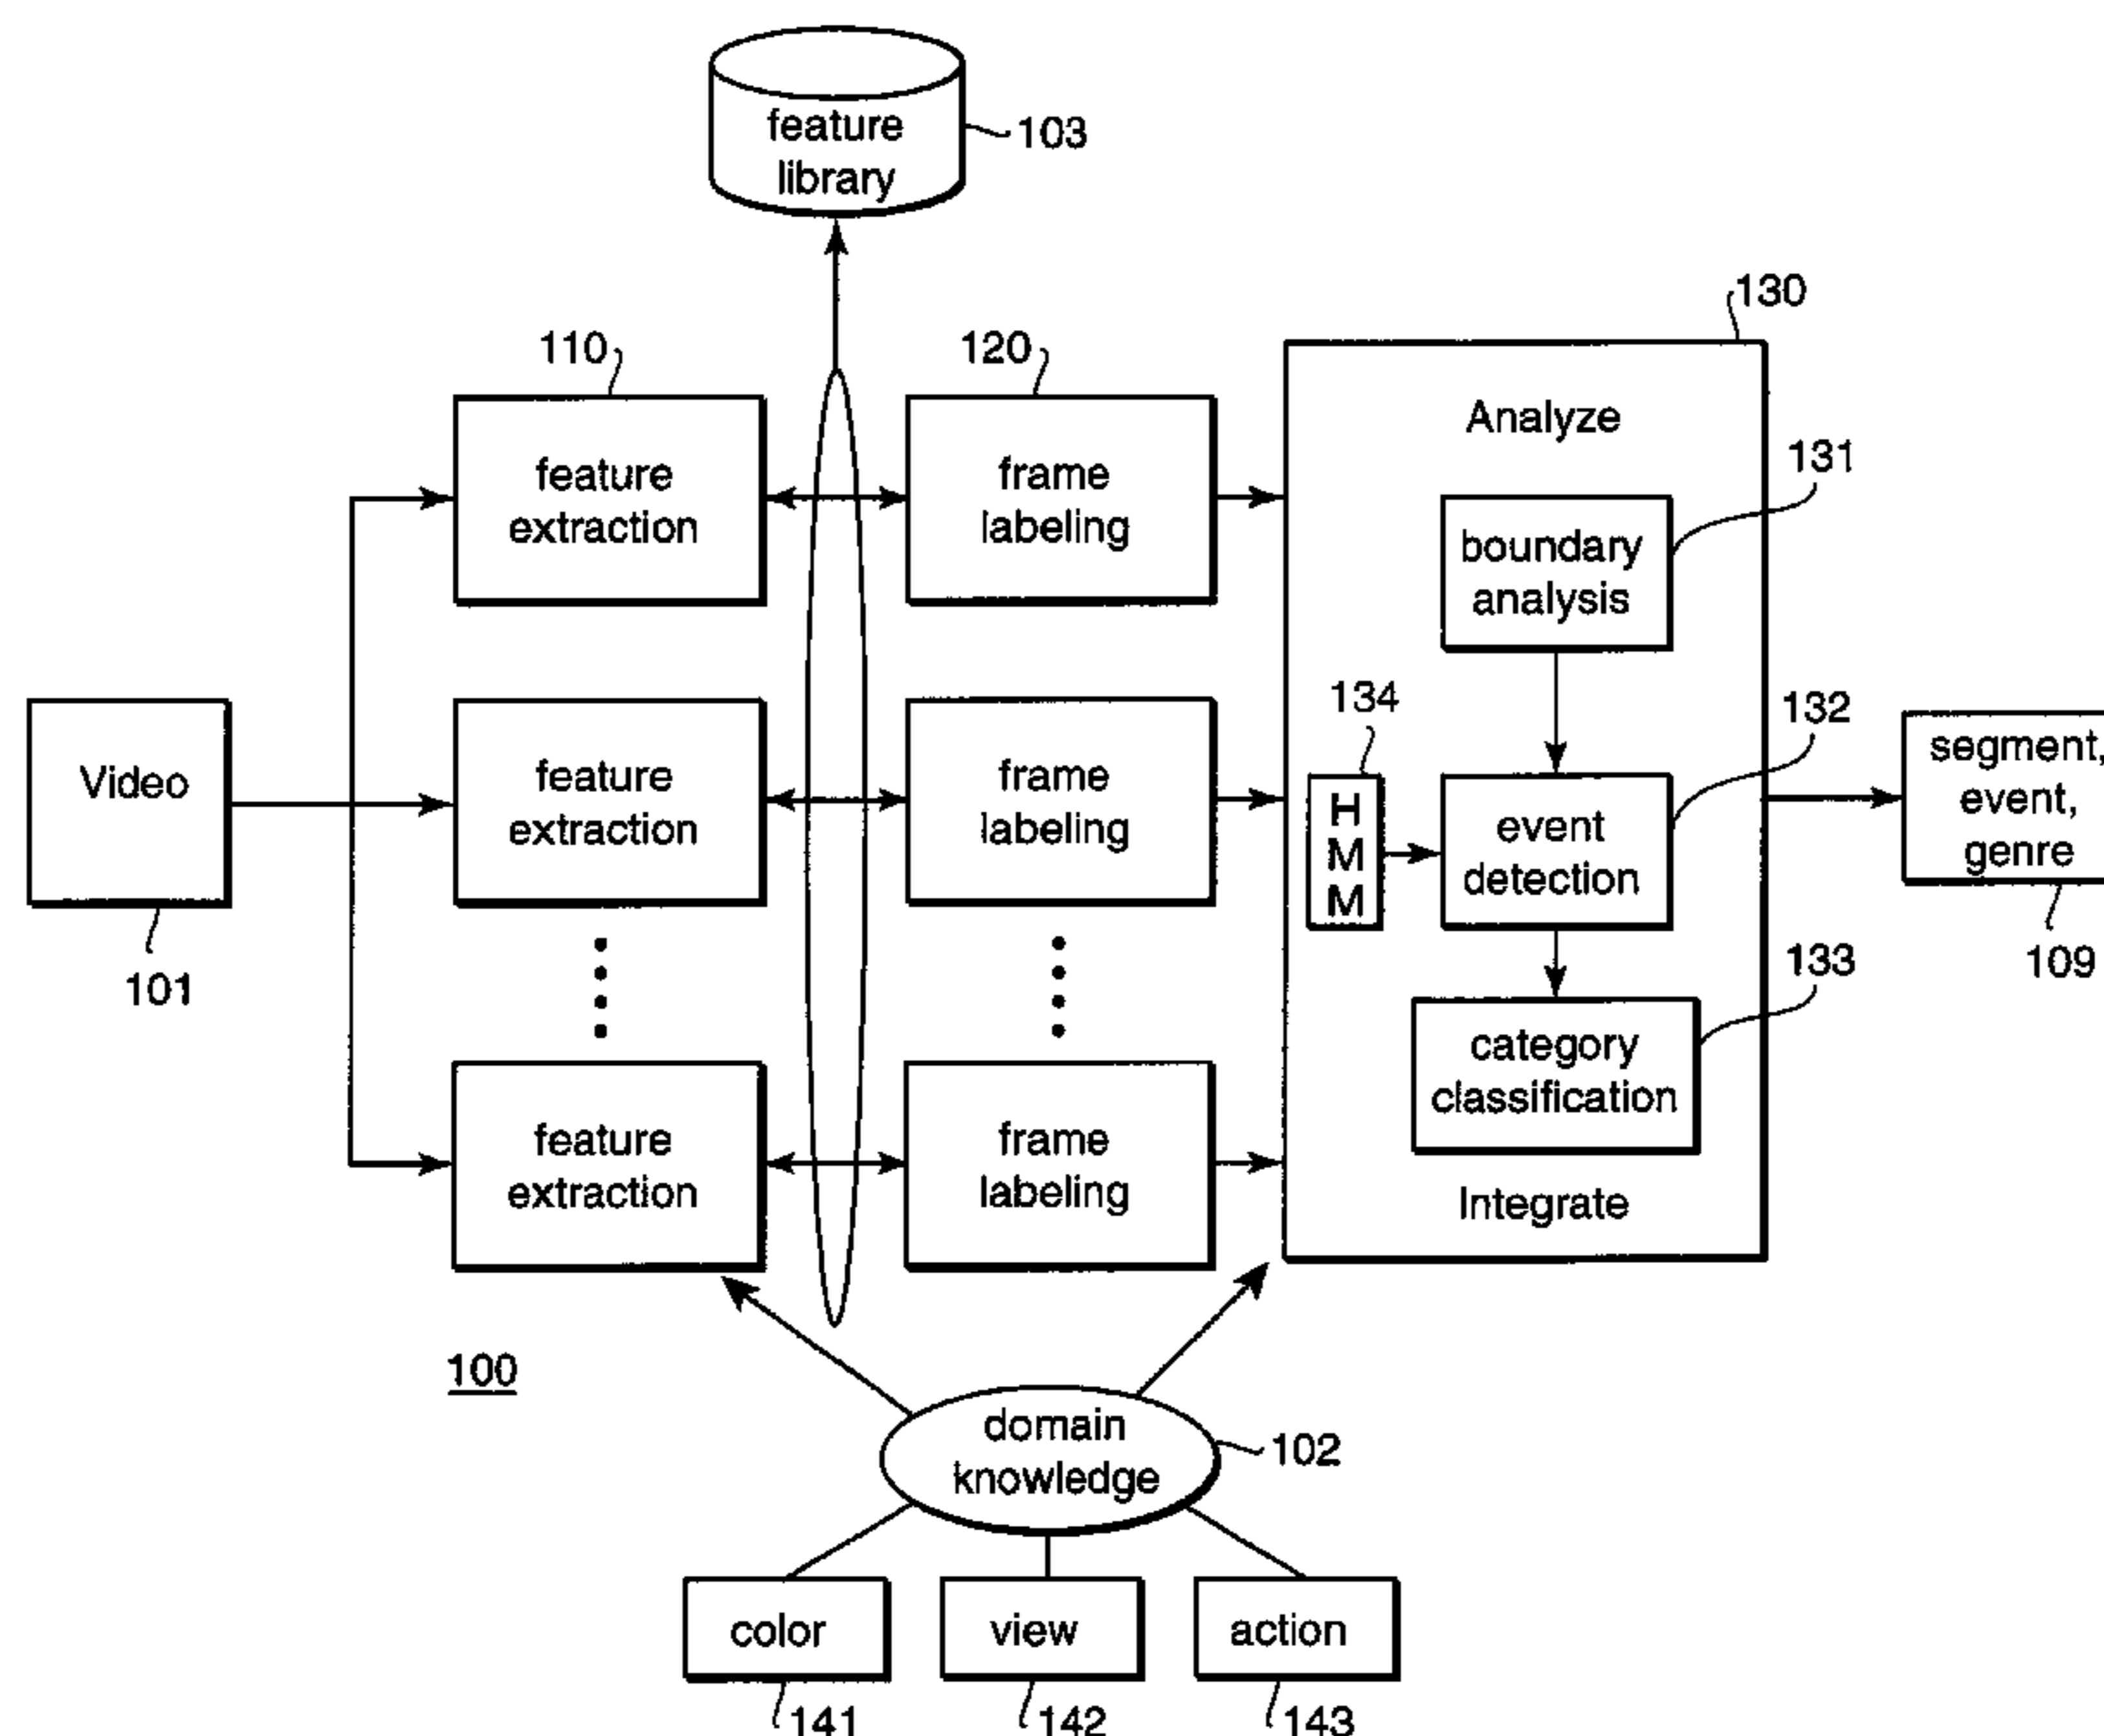 feature
library
103
130
110
120
Analyze
131
feature
extraction
frame
labeling
boundary
analysis
134
132
Video
feature
extraction
frame
labeling
H
M
M
event
detection
segment,
event,
genre
101
109
133
feature
extraction
frame
labeling
category
classification
Integrate
100
domain
knowledge
102
color
view
action
141
142
143